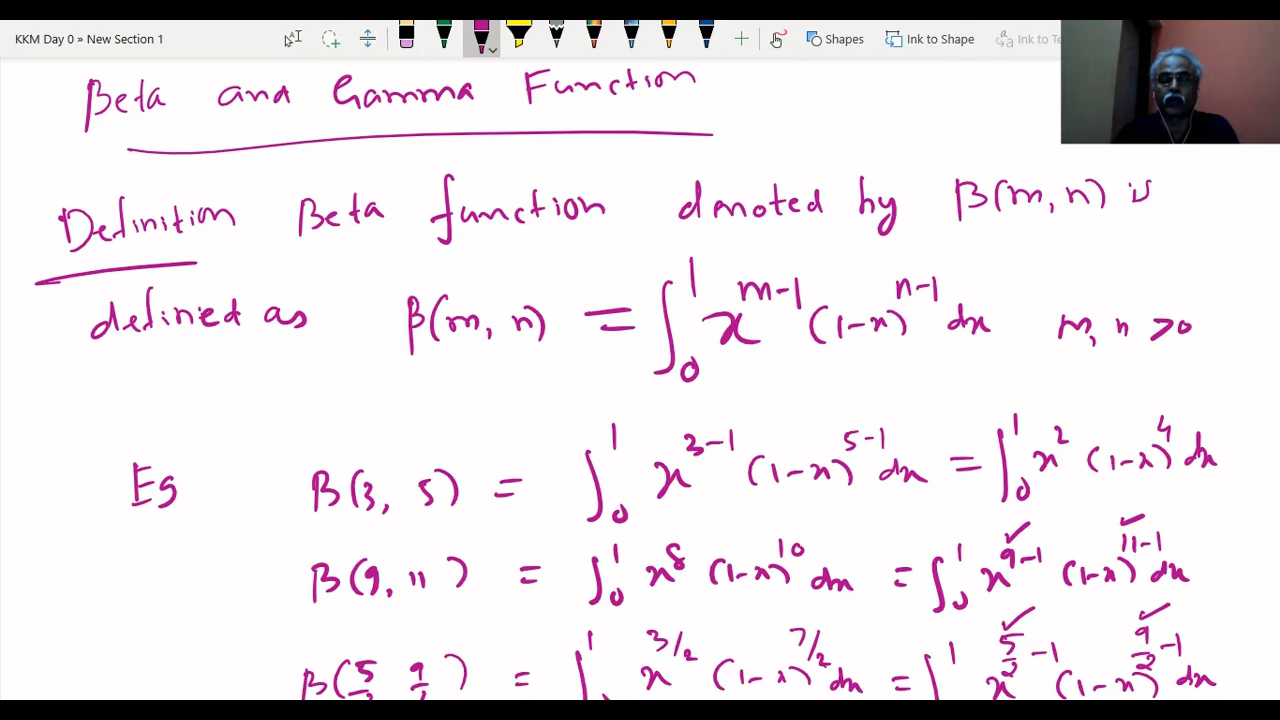 KKM Day 0 » New Section 1 Shapes Ink to Shape Ink to Te
Beta and Gamma Function
Definition Beta function denoted by β(m, n) is
defined as β(m, n) = ∫₀¹ x^(m-1) (1-x)^(n-1) dx m, n >0
Eg β(3, 5) = ∫₀¹ x^(3-1) (1-x)^(5-1) dx = ∫₀¹ x² (1-x)⁴ dx
β(9, 11) = ∫₀¹ x⁸ (1-x)¹⁰ dx = ∫₀¹ x^(9-1) (1-x)^(11-1) dx
β(5/2 9/2) = ∫₀¹ x^(3/2) (1-x)^(7/2) dx = ∫₀¹ x^(5/2-1) (1-x)^(9/2-1) dx